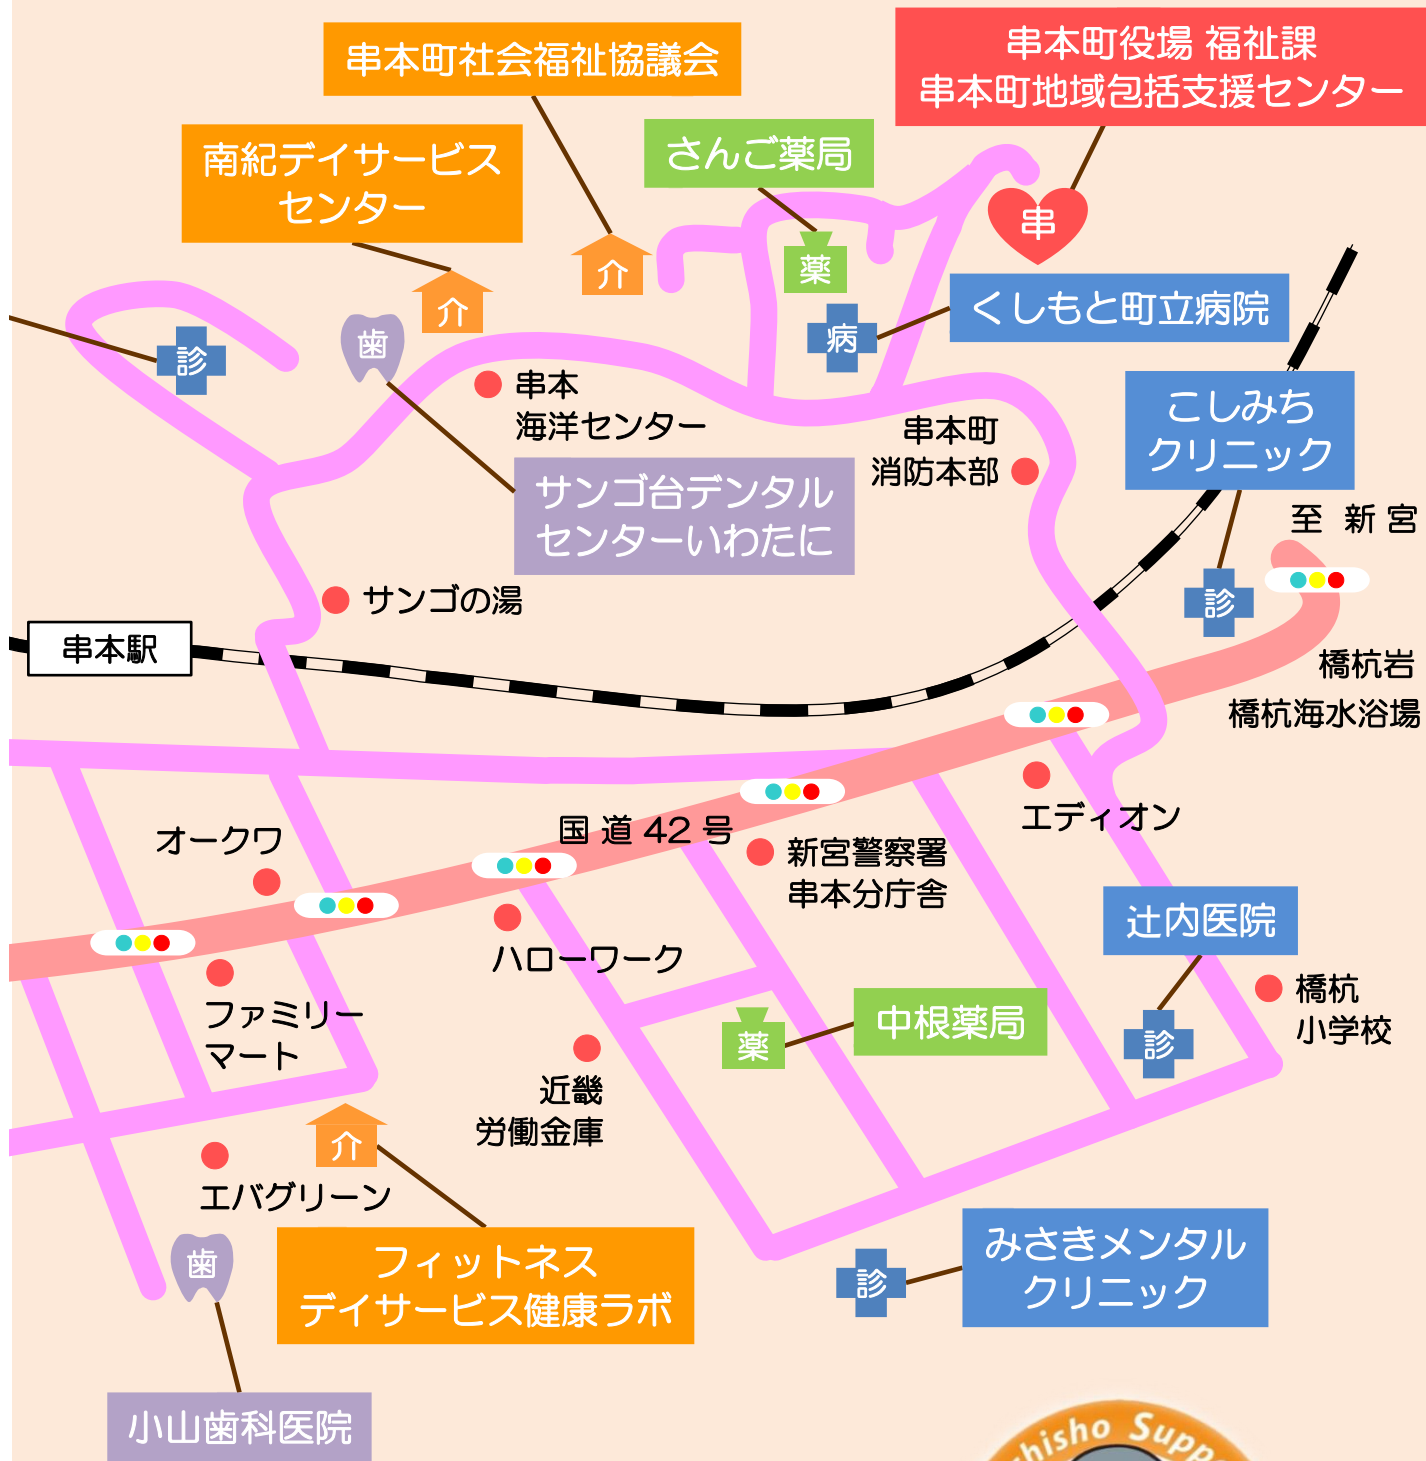 串本町役場 福祉課
串本町地域包括支援センター
串本町社会福祉協議会
南紀デイサービス
センター
さんご薬局
串
介
薬
介
くしもと町立病院
病
歯
診
串本
海洋センター
こしみち
クリニック
串本町
消防本部
サンゴ台デンタル
センターいわたに
至 新宮
サンゴの湯
診
串本駅
橋杭岩
橋杭海水浴場
国道42号
エディオン
オークワ
新宮警察署
串本分庁舎
辻内医院
ハローワーク
橋杭
小学校
ファミリー
マート
中根薬局
薬
診
近畿
労働金庫
介
エバグリーン
フィットネス
デイサービス健康ラボ
みさきメンタル
クリニック
診
歯
小山歯科医院
hisho Supp